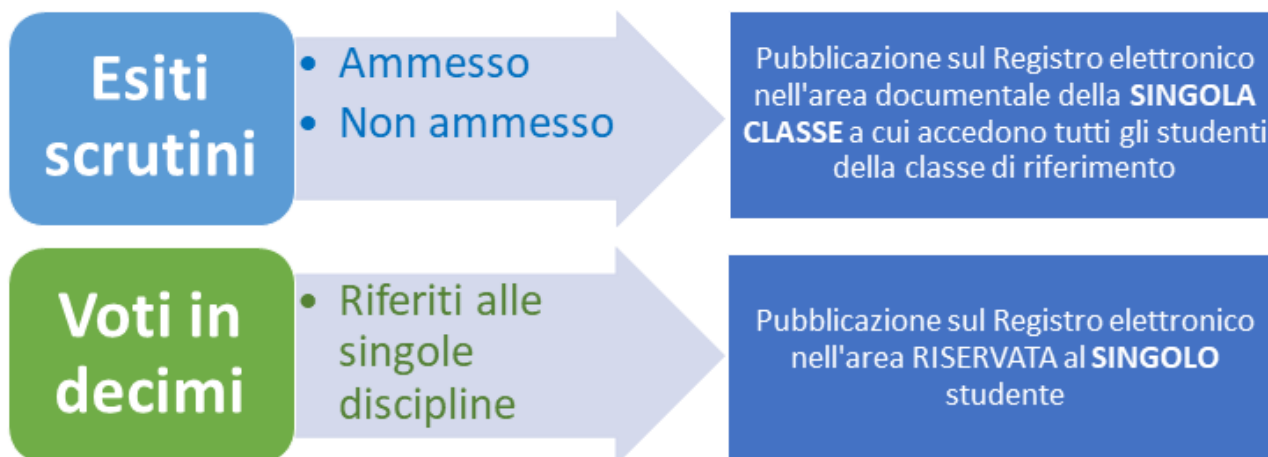 Esiti
scrutini
• Ammesso
• Non ammesso
Pubblicazione sul Registro elettronico
nell'area documentale della SINGOLA
CLASSE a cui accedono tutti gli studenti
della classe di riferimento
Voti in
decimi
• Riferiti alle
singole
discipline
Pubblicazione sul Registro elettronico
nell'area RISERVATA al SINGOLO
studente